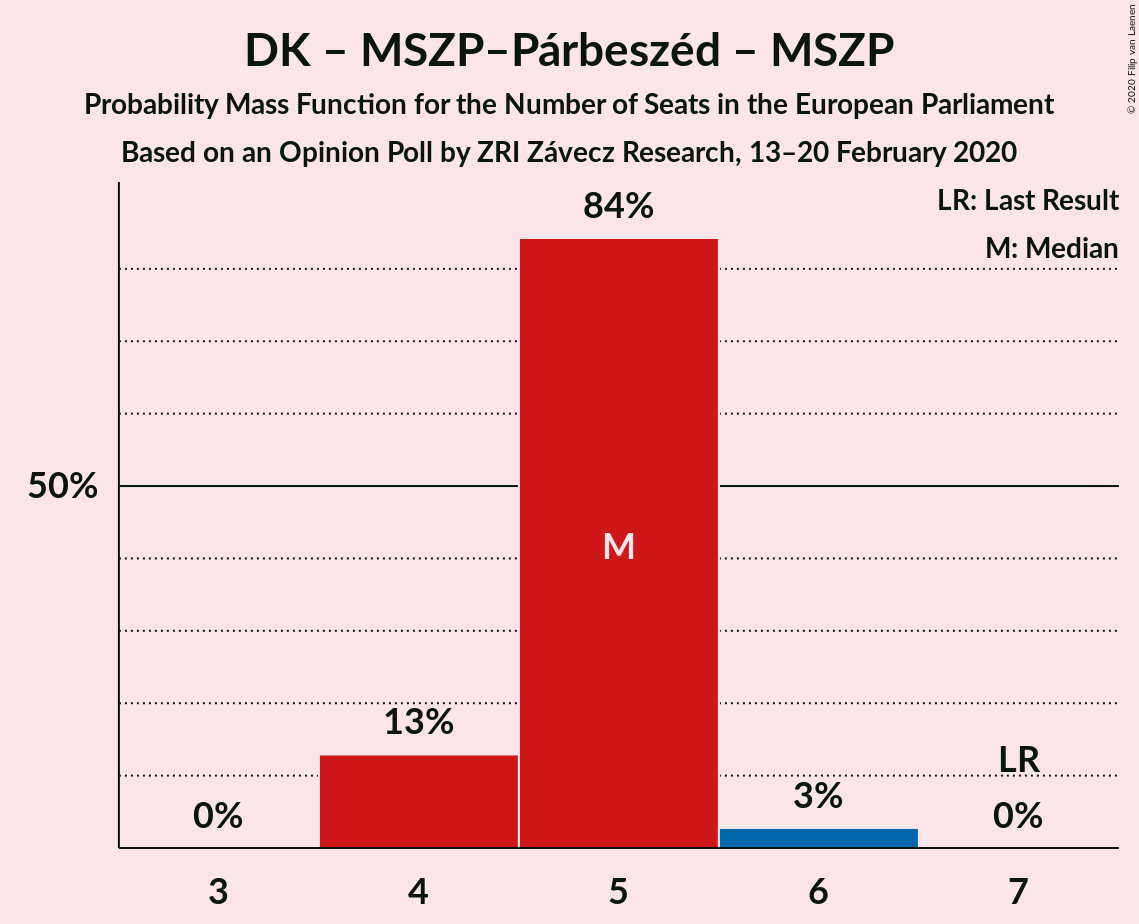 DK – MSZP–Párbeszéd – MSZP
Probability Mass Function for the Number of Seats in the European Parliament
Based on an Opinion Poll by ZRI Závecz Research, 13–20 February 2020
© 2020 Filip van Laenen
LR: Last Result
M: Median
84%
50%
M
13%
LR
3%
0%
0%
3 4 5 6 7